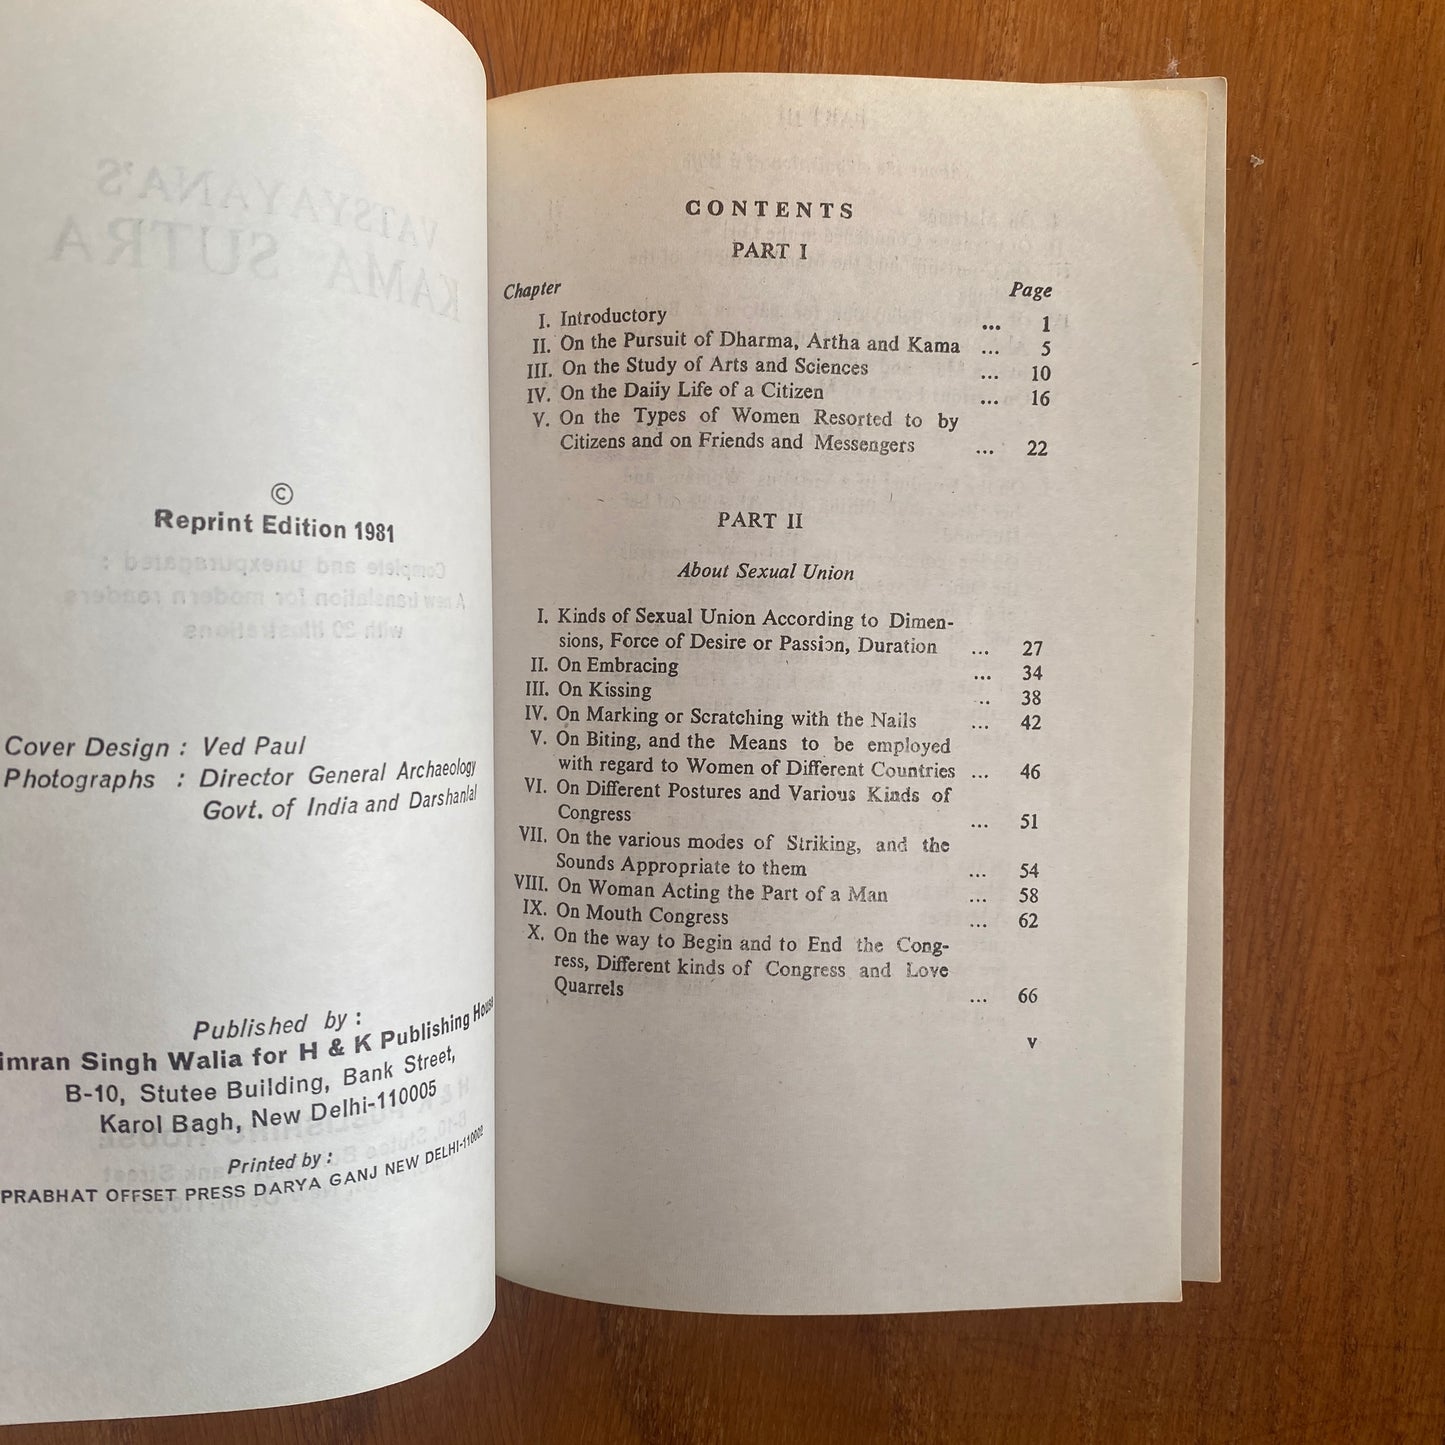 ©
Reprint Edition 1981
Cover Design : Ved Paul
Photographs : Director General Archaeology
Govt. of India and Darshanlal
Published by :
Singh Walia for H & K Publishing House
B-10, Stutee Building, Bank Street,
Karol Bagh, New Delhi-110005
Printed by :
PRABHAT OFFSET PRESS DARYA GANJ NEW DELHI-110002
CONTENTS
PART I
Chapter Page
I. Introductory ... 1
II. On the Pursuit of Dharma, Artha and Kama ... 5
III. On the Study of Arts and Sciences ... 10
IV. On the Daiiy Life of a Citizen ... 16
V. On the Types of Women Resorted to by
Citizens and on Friends and Messengers ... 22
PART II
About Sexual Union
I. Kinds of Sexual Union According to Dimen-
sions, Force of Desire or Passion, Duration ... 27
II. On Embracing ... 34
III. On Kissing .. 38
IV. On Marking or Scratching with the Nails ... 42
V. On Biting, and the Means to be employed
with regard to Women of Different Countries ... 46
VI. On Different Postures and Various Kinds of
Congress ... 51
VII. On the various modes of Striking, and the
Sounds Appropriate to them ... 54
VIII. On Woman Acting the Part of a Man ... 58
IX. On Mouth Congress ... 62
X. On the way to Begin and to End the Cong-
ress, Different kinds of Congress and Love
Quarrels ... 66
v